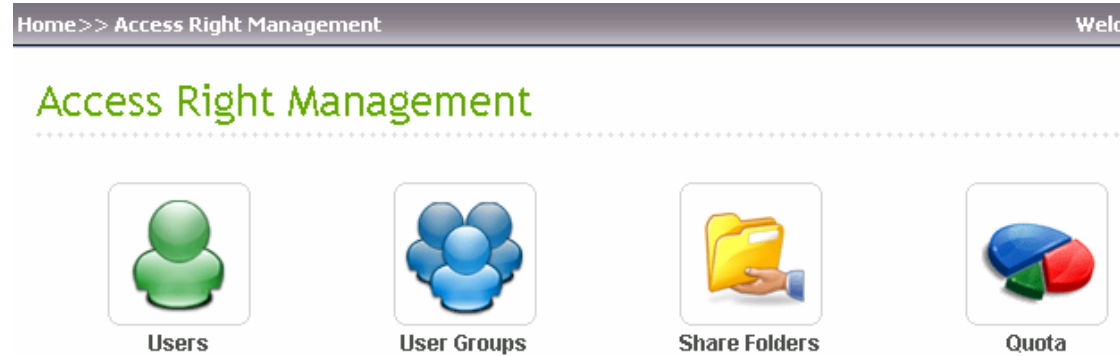 Home>> Access Right Management
Access Right Management
Users User Groups Share Folders Quota